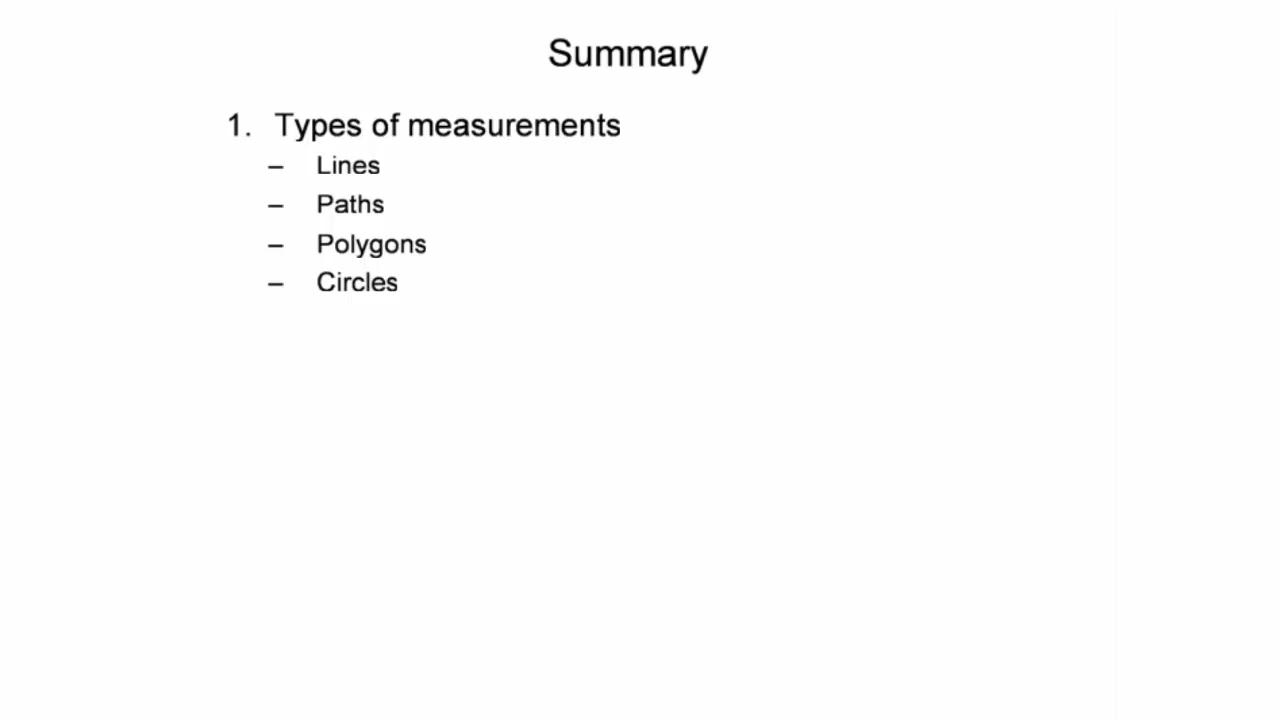 Summary
1. Types of measurements
– Lines
– Paths
– Polygons
– Circles